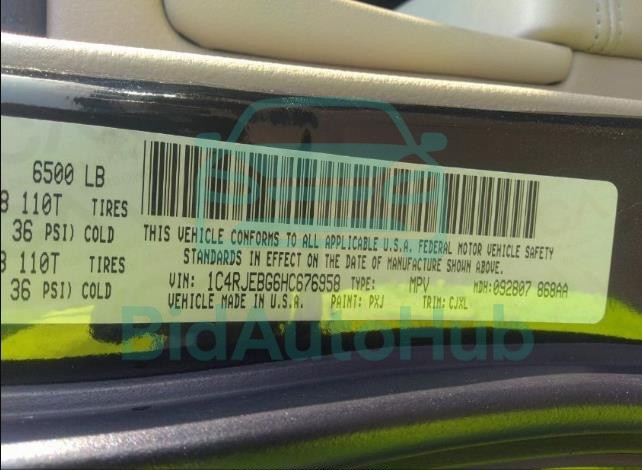 6500 LB
110T TIRES
36 PSI) COLD
110T TIRES
36 PSI) COLD
THIS VEHICLE CONFORMS TO ALL APPLICABLE U.S.A. FEDERAL MOTOR VEHICLE SAFETY
STANDARDS IN EFFECT ON THE DATE OF MANUFACTURE SHOWN ABOVE.
VIN: 1C4RJEBG6HC676958 TYPE: MPV MDH: 092807 868AA
VEHICLE MADE IN U.S.A. PAINT: PXJ TRIM: CJXL
BidAutoHub